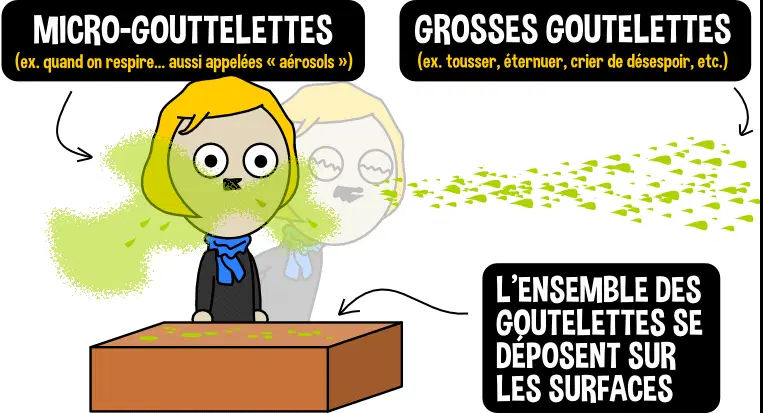 MICRO-GOUTTELETTES
(ex. quand on respire... aussi appelées « aérosols »)
GROSSES GOUTELETTES
(ex. tousser, éternuer, crier de désespoir, etc.)
L'ENSEMBLE DES
GOUTELETTES SE
DÉPOSENT SUR
LES SURFACES